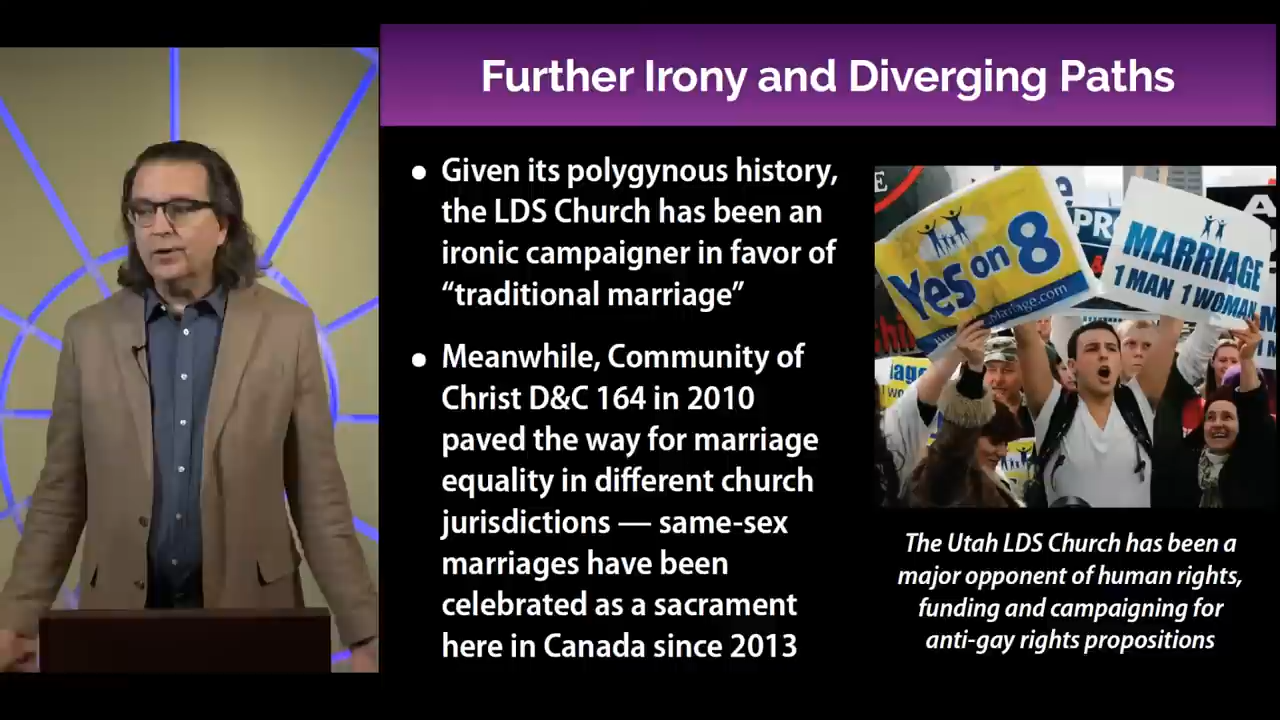 Further Irony and Diverging Paths
● Given its polygynous history,
the LDS Church has been an
ironic campaigner in favor of
“traditional marriage”
● Meanwhile, Community of
Christ D&C 164 in 2010
paved the way for marriage
equality in different church
jurisdictions — same-sex
marriages have been
celebrated as a sacrament
here in Canada since 2013
Yes on 8
MARRIAGE
1 MAN 1 WOMAN
The Utah LDS Church has been a
major opponent of human rights,
funding and campaigning for
anti-gay rights propositions